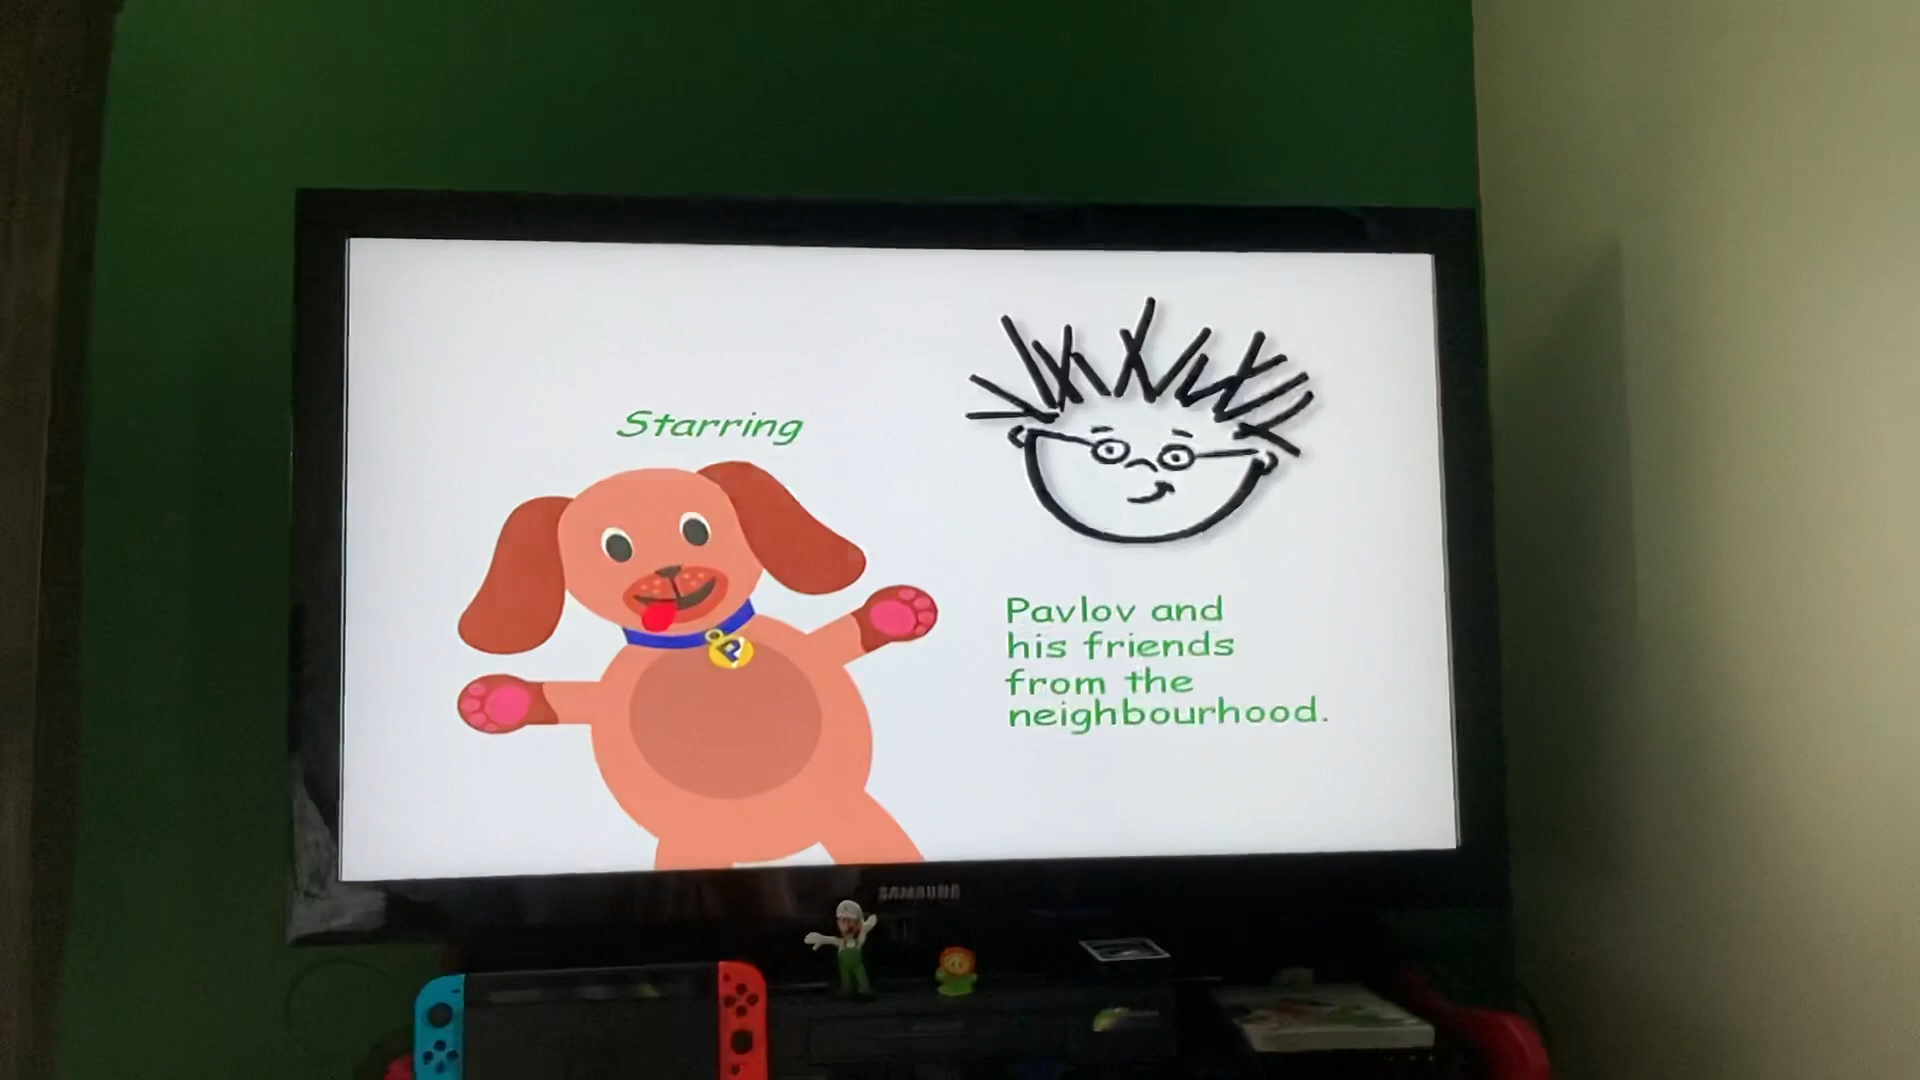 Starring
P
Pavlov and
his friends
from the
neighbourhood.
SAMSUNG